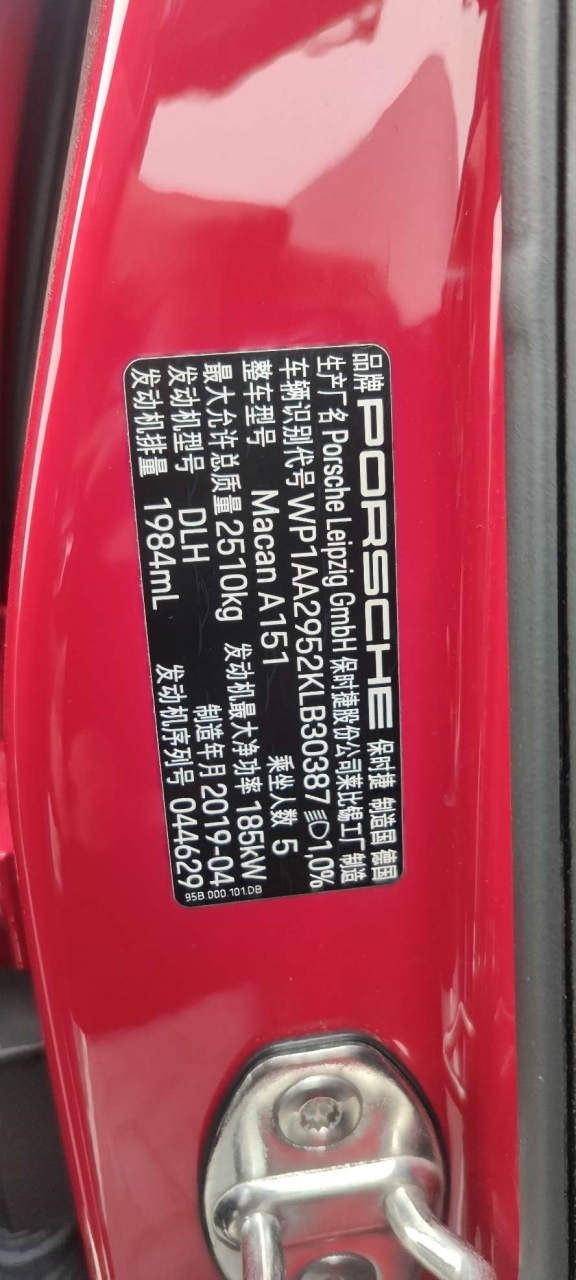 品牌 PORSCHE 保时捷 制造国 德国
生产厂名 Porsche Leipzig GmbH 保时捷股份公司莱比锡工厂 制造
车辆识别代号 WP1AA2952KLB30387 1,0%
整车型号 Macan A151 乘坐人数 5
最大允许总质量 2510kg 发动机最大净功率 185kW
发动机型号 DLH 制造年月 2019-04
发动机排量 1984mL 发动机序列号 044629
95B.000.101.DB